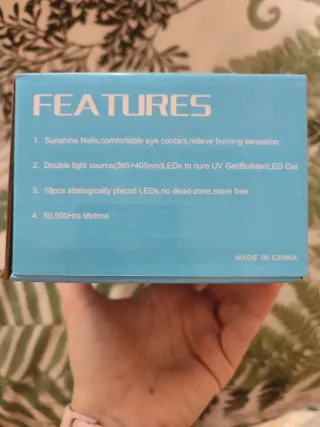 FEATURES
1. Sunshine Nails,comfortable eye contact,relieve burning sensation
2. Double light source(365+405nm)LEDs to cure UV Gel/Builder/LED Gel
3. 18pcs strategically placed LEDs,no dead-zone,more free
4. 50,000Hrs lifetime
MADE IN CHINA